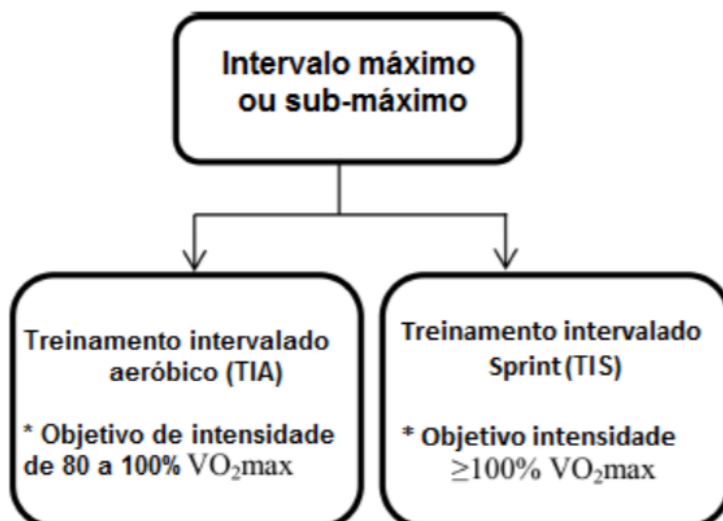 Intervalo máximo
ou sub-máximo
Treinamento intervalado
aeróbico (TIA)
* Objetivo de intensidade
de 80 a 100% VO₂max
Treinamento intervalado
Sprint (TIS)
* Objetivo intensidade
≥100% VO₂max